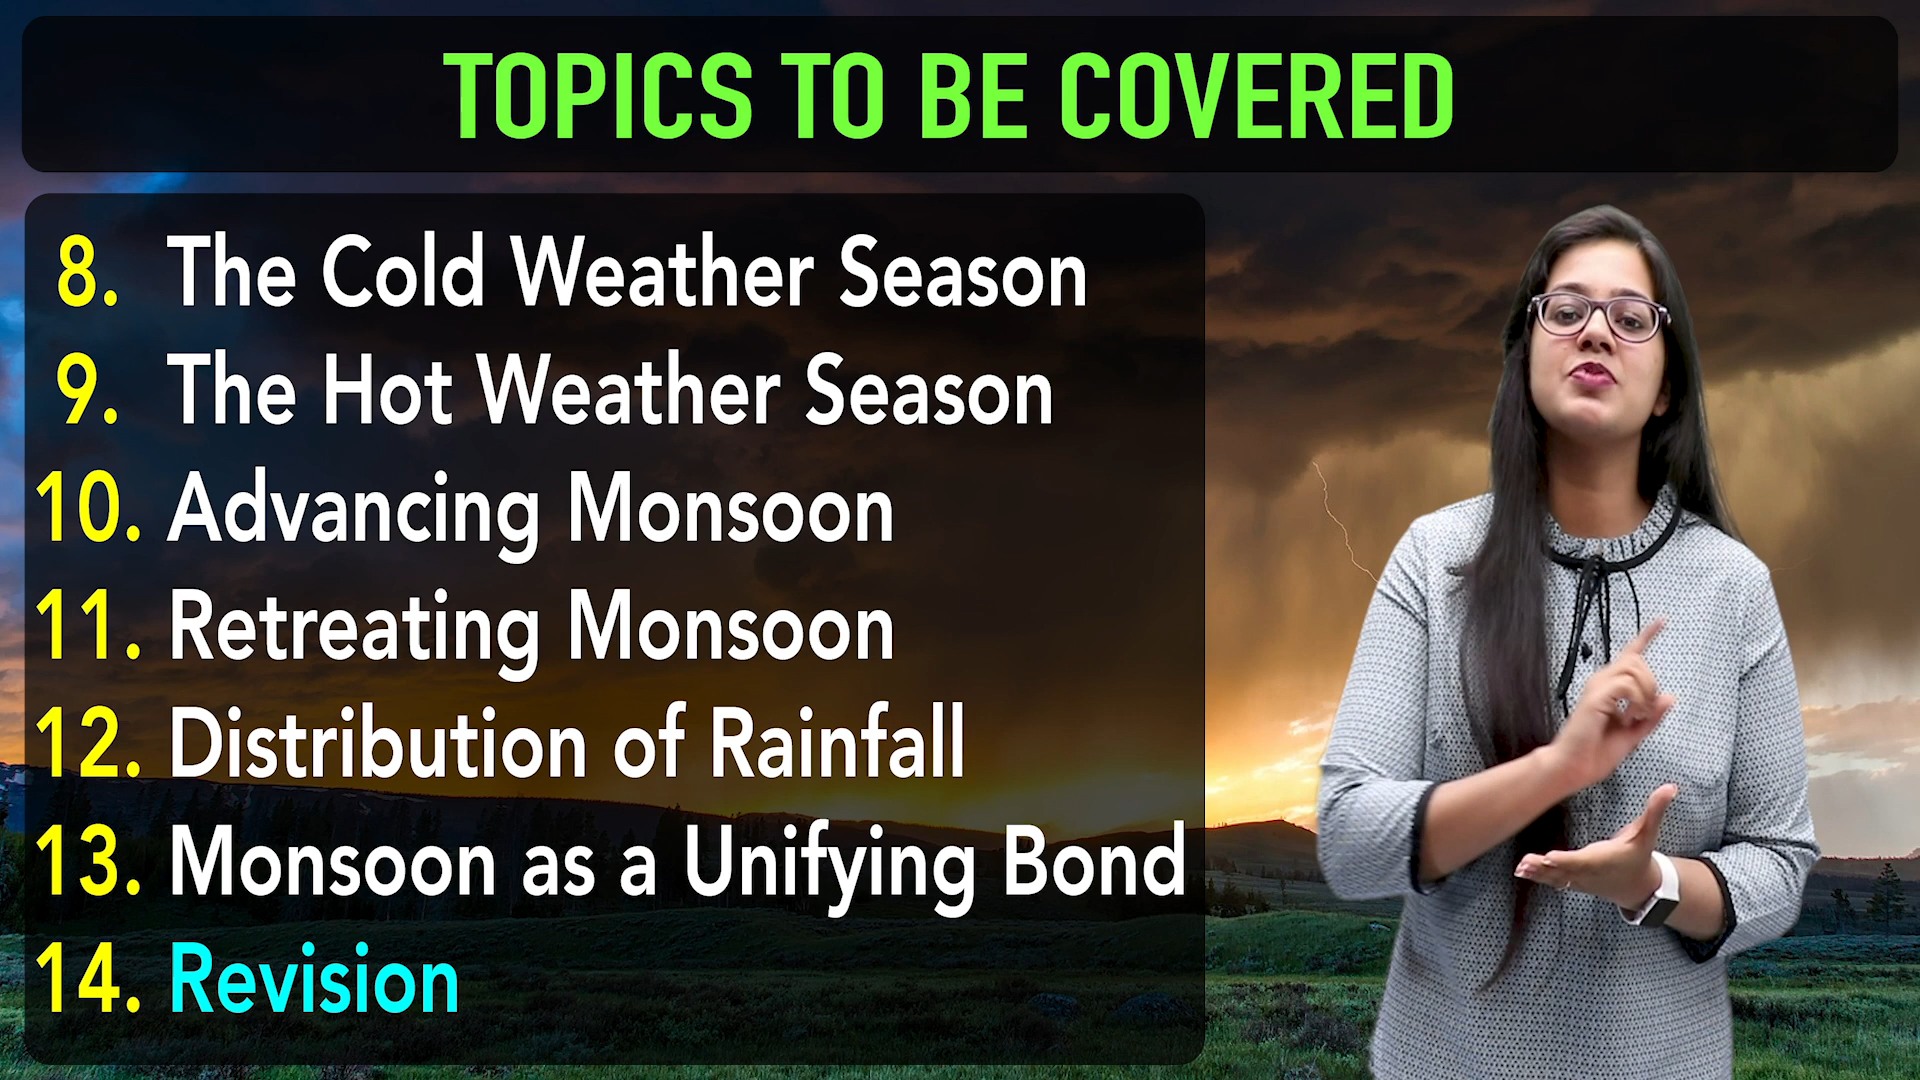 TOPICS TO BE COVERED
8. The Cold Weather Season
9. The Hot Weather Season
10. Advancing Monsoon
11. Retreating Monsoon
12. Distribution of Rainfall
13. Monsoon as a Unifying Bond
14. Revision